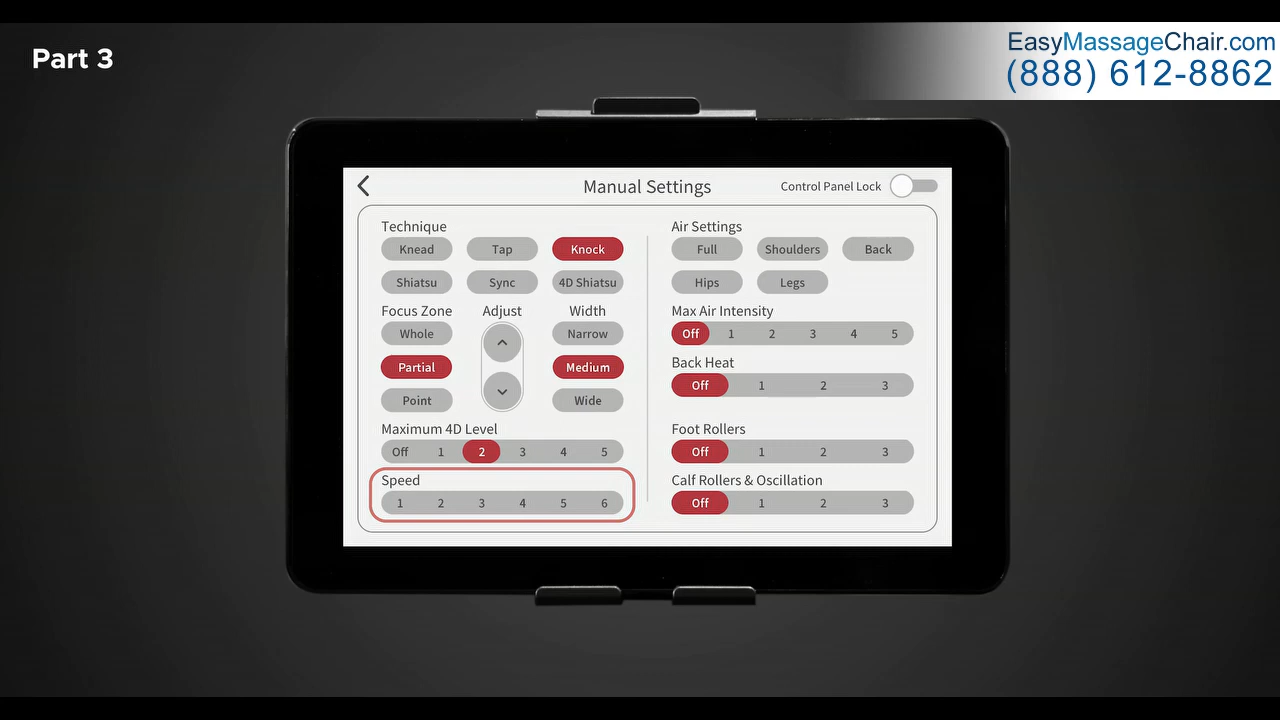 Part 3
EasyMassageChair.com
(888) 612-8862
Manual Settings
Control Panel Lock
Technique
Knead Tap Knock
Shiatsu Sync 4D Shiatsu
Focus Zone Adjust Width
Whole Narrow
Partial Medium
Point Wide
Maximum 4D Level
Off 1 2 3 4 5
Speed
1 2 3 4 5 6
Air Settings
Full Shoulders Back
Hips Legs
Max Air Intensity
Off 1 2 3 4 5
Back Heat
Off 1 2 3
Foot Rollers
Off 1 2 3
Calf Rollers & Oscillation
Off 1 2 3